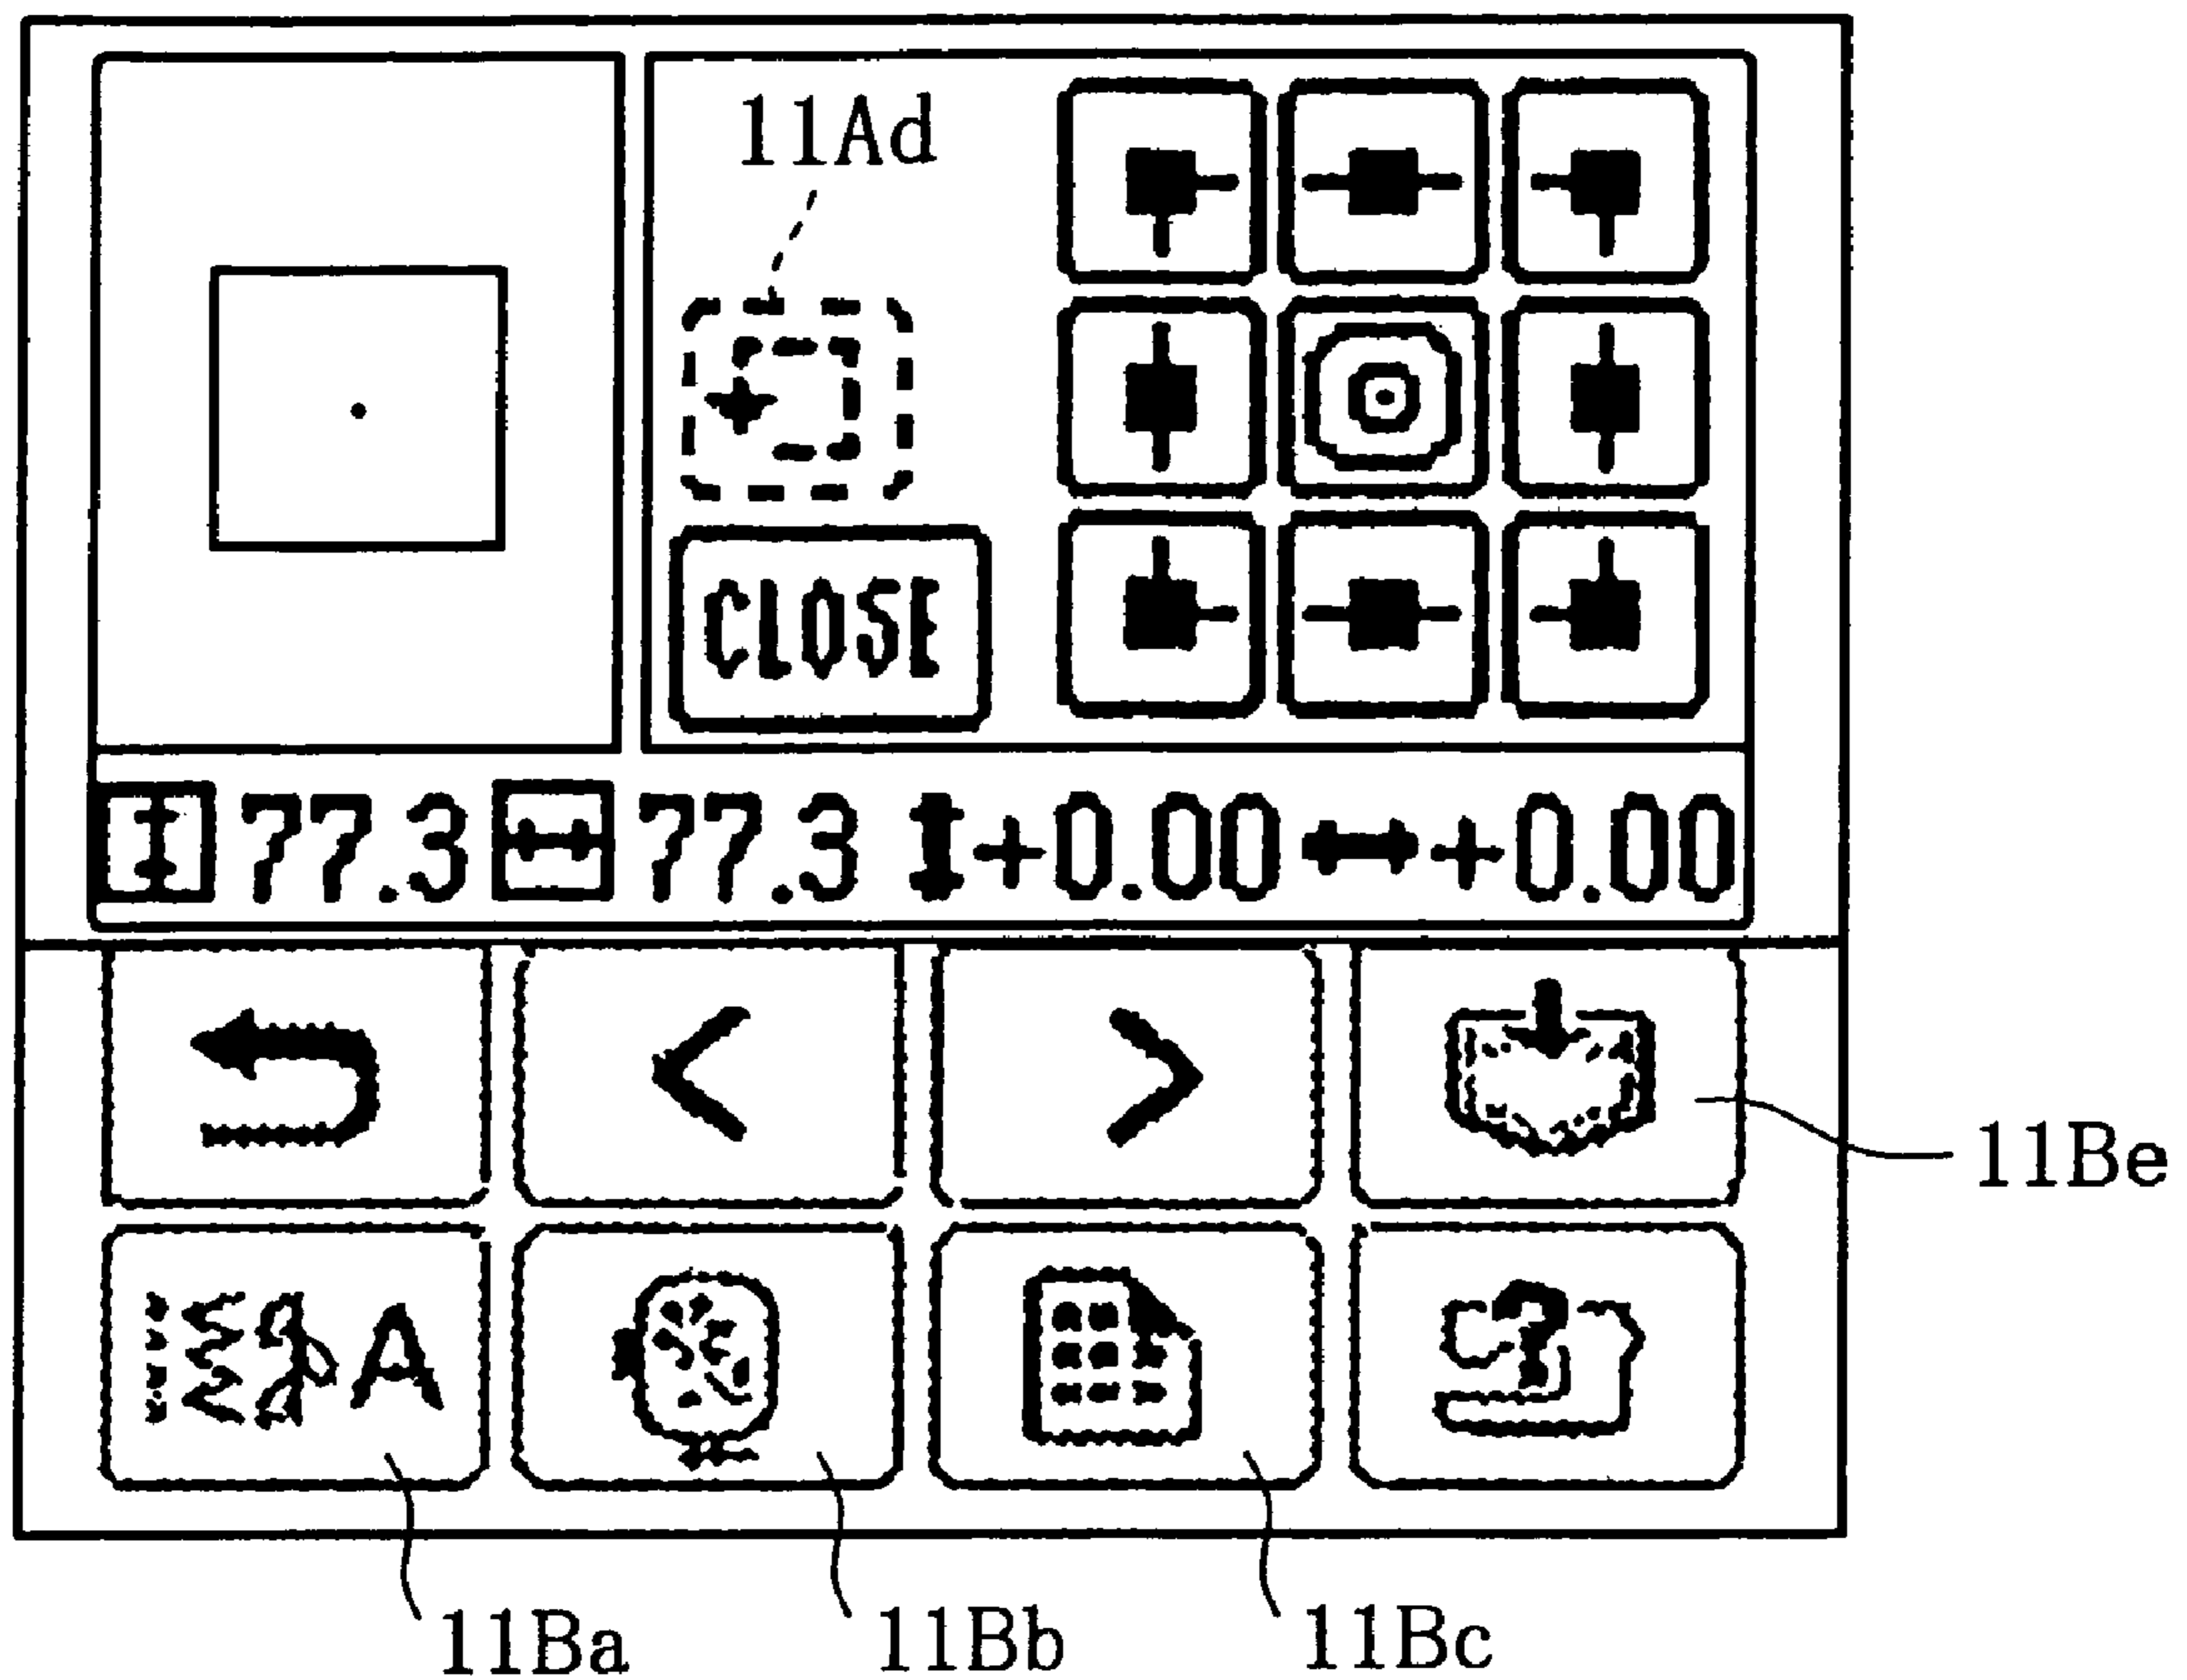 11Ad
CLOSE
77.3 77.3 +0.00 +0.00
< >
11Be
A
?
11Ba 11Bb 11Bc